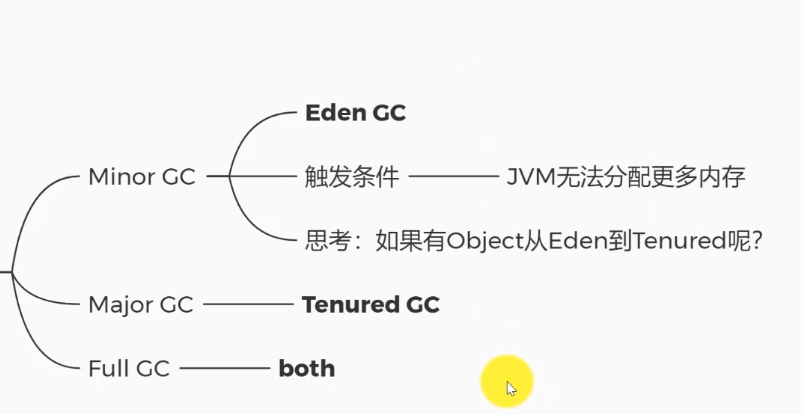 Eden GC
Minor GC
触发条件
JVM无法分配更多内存
思考：如果有Object从Eden到Tenured呢？
Major GC
Tenured GC
Full GC
both